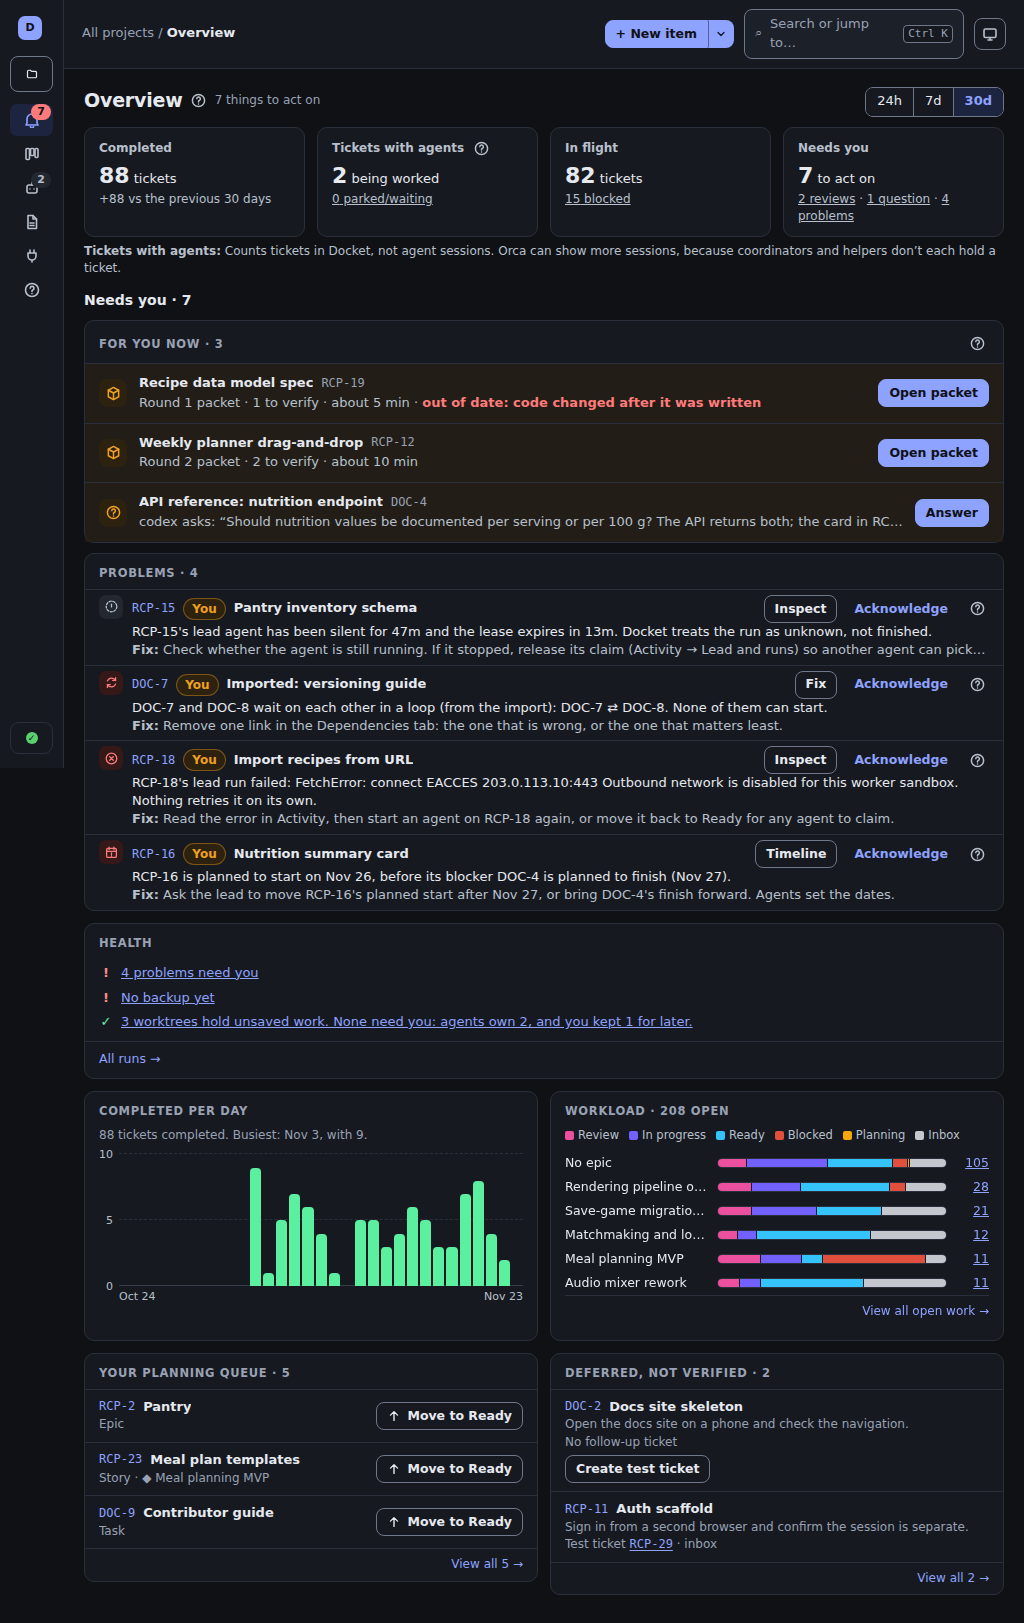 D
All projects / Overview
+ New item
Search or jump to…
Ctrl K
7
2
Overview
7 things to act on
24h 7d 30d
Completed
88 tickets
+88 vs the previous 30 days
Tickets with agents
2 being worked
0 parked/waiting
In flight
82 tickets
15 blocked
Needs you
7 to act on
2 reviews · 1 question · 4
problems
Tickets with agents: Counts tickets in Docket, not agent sessions. Orca can show more sessions, because coordinators and helpers don’t each hold a
ticket.
Needs you · 7
FOR YOU NOW · 3
Recipe data model spec RCP-19
Round 1 packet · 1 to verify · about 5 min · out of date: code changed after it was written
Open packet
Weekly planner drag-and-drop RCP-12
Round 2 packet · 2 to verify · about 10 min
Open packet
API reference: nutrition endpoint DOC-4
codex asks: “Should nutrition values be documented per serving or per 100 g? The API returns both; the card in RC…
Answer
PROBLEMS · 4
RCP-15 You Pantry inventory schema
Inspect Acknowledge
RCP-15's lead agent has been silent for 47m and the lease expires in 13m. Docket treats the run as unknown, not finished.
Fix: Check whether the agent is still running. If it stopped, release its claim (Activity → Lead and runs) so another agent can pick…
DOC-7 You Imported: versioning guide
Fix Acknowledge
DOC-7 and DOC-8 wait on each other in a loop (from the import): DOC-7 ⇄ DOC-8. None of them can start.
Fix: Remove one link in the Dependencies tab: the one that is wrong, or the one that matters least.
RCP-18 You Import recipes from URL
Inspect Acknowledge
RCP-18's lead run failed: FetchError: connect EACCES 203.0.113.10:443 Outbound network is disabled for this worker sandbox.
Nothing retries it on its own.
Fix: Read the error in Activity, then start an agent on RCP-18 again, or move it back to Ready for any agent to claim.
RCP-16 You Nutrition summary card
Timeline Acknowledge
RCP-16 is planned to start on Nov 26, before its blocker DOC-4 is planned to finish (Nov 27).
Fix: Ask the lead to move RCP-16's planned start after Nov 27, or bring DOC-4's finish forward. Agents set the dates.
HEALTH
! 4 problems need you
! No backup yet
✓ 3 worktrees hold unsaved work. None need you: agents own 2, and you kept 1 for later.
All runs →
COMPLETED PER DAY
88 tickets completed. Busiest: Nov 3, with 9.
10
5
0
Oct 24 Nov 23
WORKLOAD · 208 OPEN
Review In progress Ready Blocked Planning Inbox
No epic 105
Rendering pipeline o… 28
Save-game migratio… 21
Matchmaking and lo… 12
Meal planning MVP 11
Audio mixer rework 11
View all open work →
YOUR PLANNING QUEUE · 5
RCP-2 Pantry
Epic
Move to Ready
RCP-23 Meal plan templates
Story · ◆ Meal planning MVP
Move to Ready
DOC-9 Contributor guide
Task
Move to Ready
View all 5 →
DEFERRED, NOT VERIFIED · 2
DOC-2 Docs site skeleton
Open the docs site on a phone and check the navigation.
No follow-up ticket
Create test ticket
RCP-11 Auth scaffold
Sign in from a second browser and confirm the session is separate.
Test ticket RCP-29 · inbox
View all 2 →